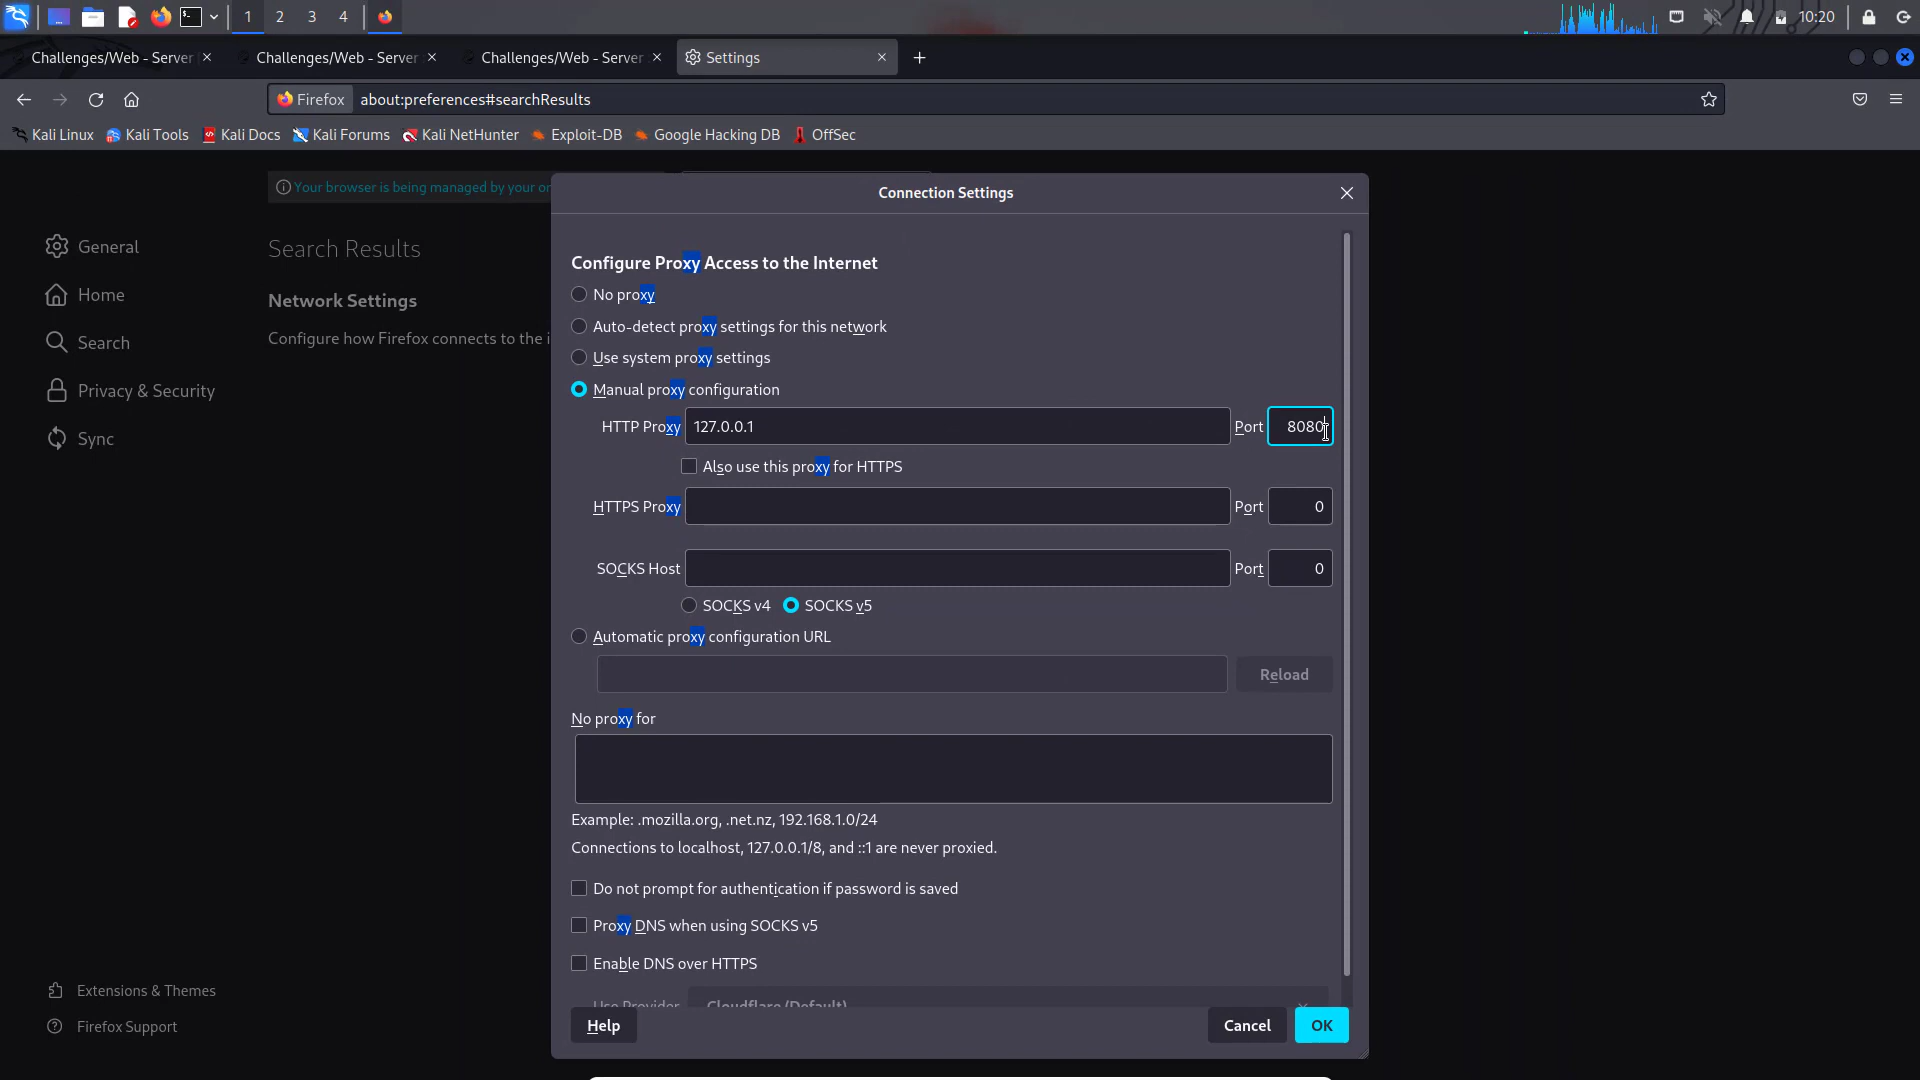 1 2 3 4 10:20
Challenges/Web - Server Challenges/Web - Server Challenges/Web - Server Settings
Firefox about:preferences#searchResults
Kali Linux Kali Tools Kali Docs Kali Forums Kali NetHunter Exploit-DB Google Hacking DB OffSec
Your browser is being managed by your or
Connection Settings
General
Home
Search
Privacy & Security
Sync
Search Results
Network Settings
Configure how Firefox connects to the i
Configure Proxy Access to the Internet
No proxy
Auto-detect proxy settings for this network
Use system proxy settings
Manual proxy configuration
HTTP Proxy 127.0.0.1 Port 8080
Also use this proxy for HTTPS
HTTPS Proxy Port 0
SOCKS Host Port 0
SOCKS v4 SOCKS v5
Automatic proxy configuration URL
Reload
No proxy for
Example: .mozilla.org, .net.nz, 192.168.1.0/24
Connections to localhost, 127.0.0.1/8, and ::1 are never proxied.
Do not prompt for authentication if password is saved
Proxy DNS when using SOCKS v5
Enable DNS over HTTPS
Use Provider Cloudflare (Default)
Help Cancel OK
Extensions & Themes
Firefox Support